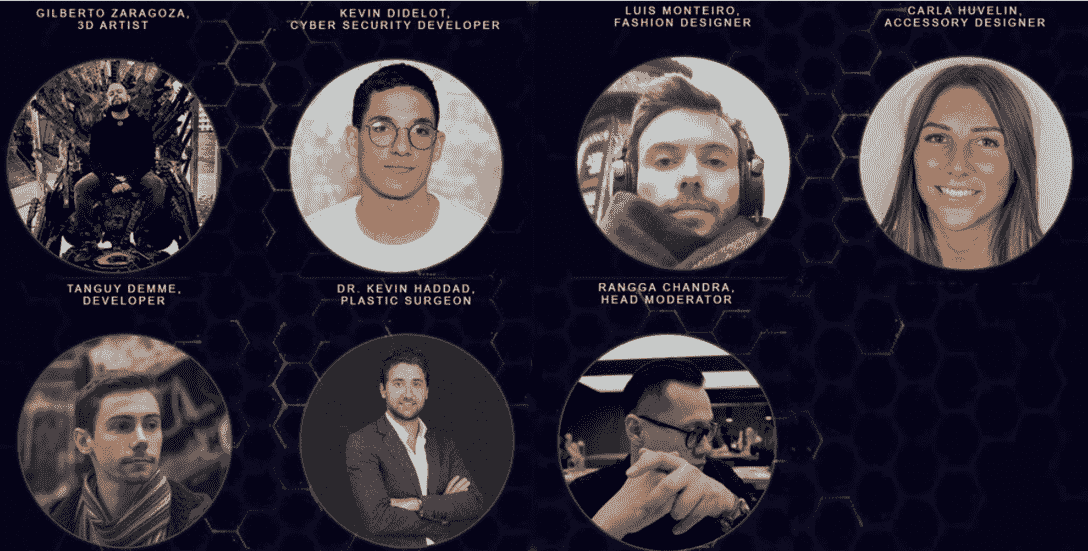 GILBERTO ZARAGOZA,
3D ARTIST
KEVIN DIDELOT,
CYBER SECURITY DEVELOPER
LUIS MONTEIRO,
FASHION DESIGNER
CARLA HUVELIN,
ACCESSORY DESIGNER
TANGUY DEMME,
DEVELOPER
DR. KEVIN HADDAD,
PLASTIC SURGEON
RANGGA CHANDRA,
HEAD MODERATOR